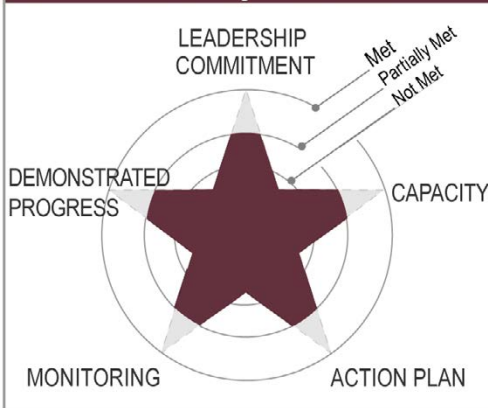 LEADERSHIP
COMMITMENT
Met
Partially Met
Not Met
DEMONSTRATED
PROGRESS
CAPACITY
MONITORING
ACTION PLAN